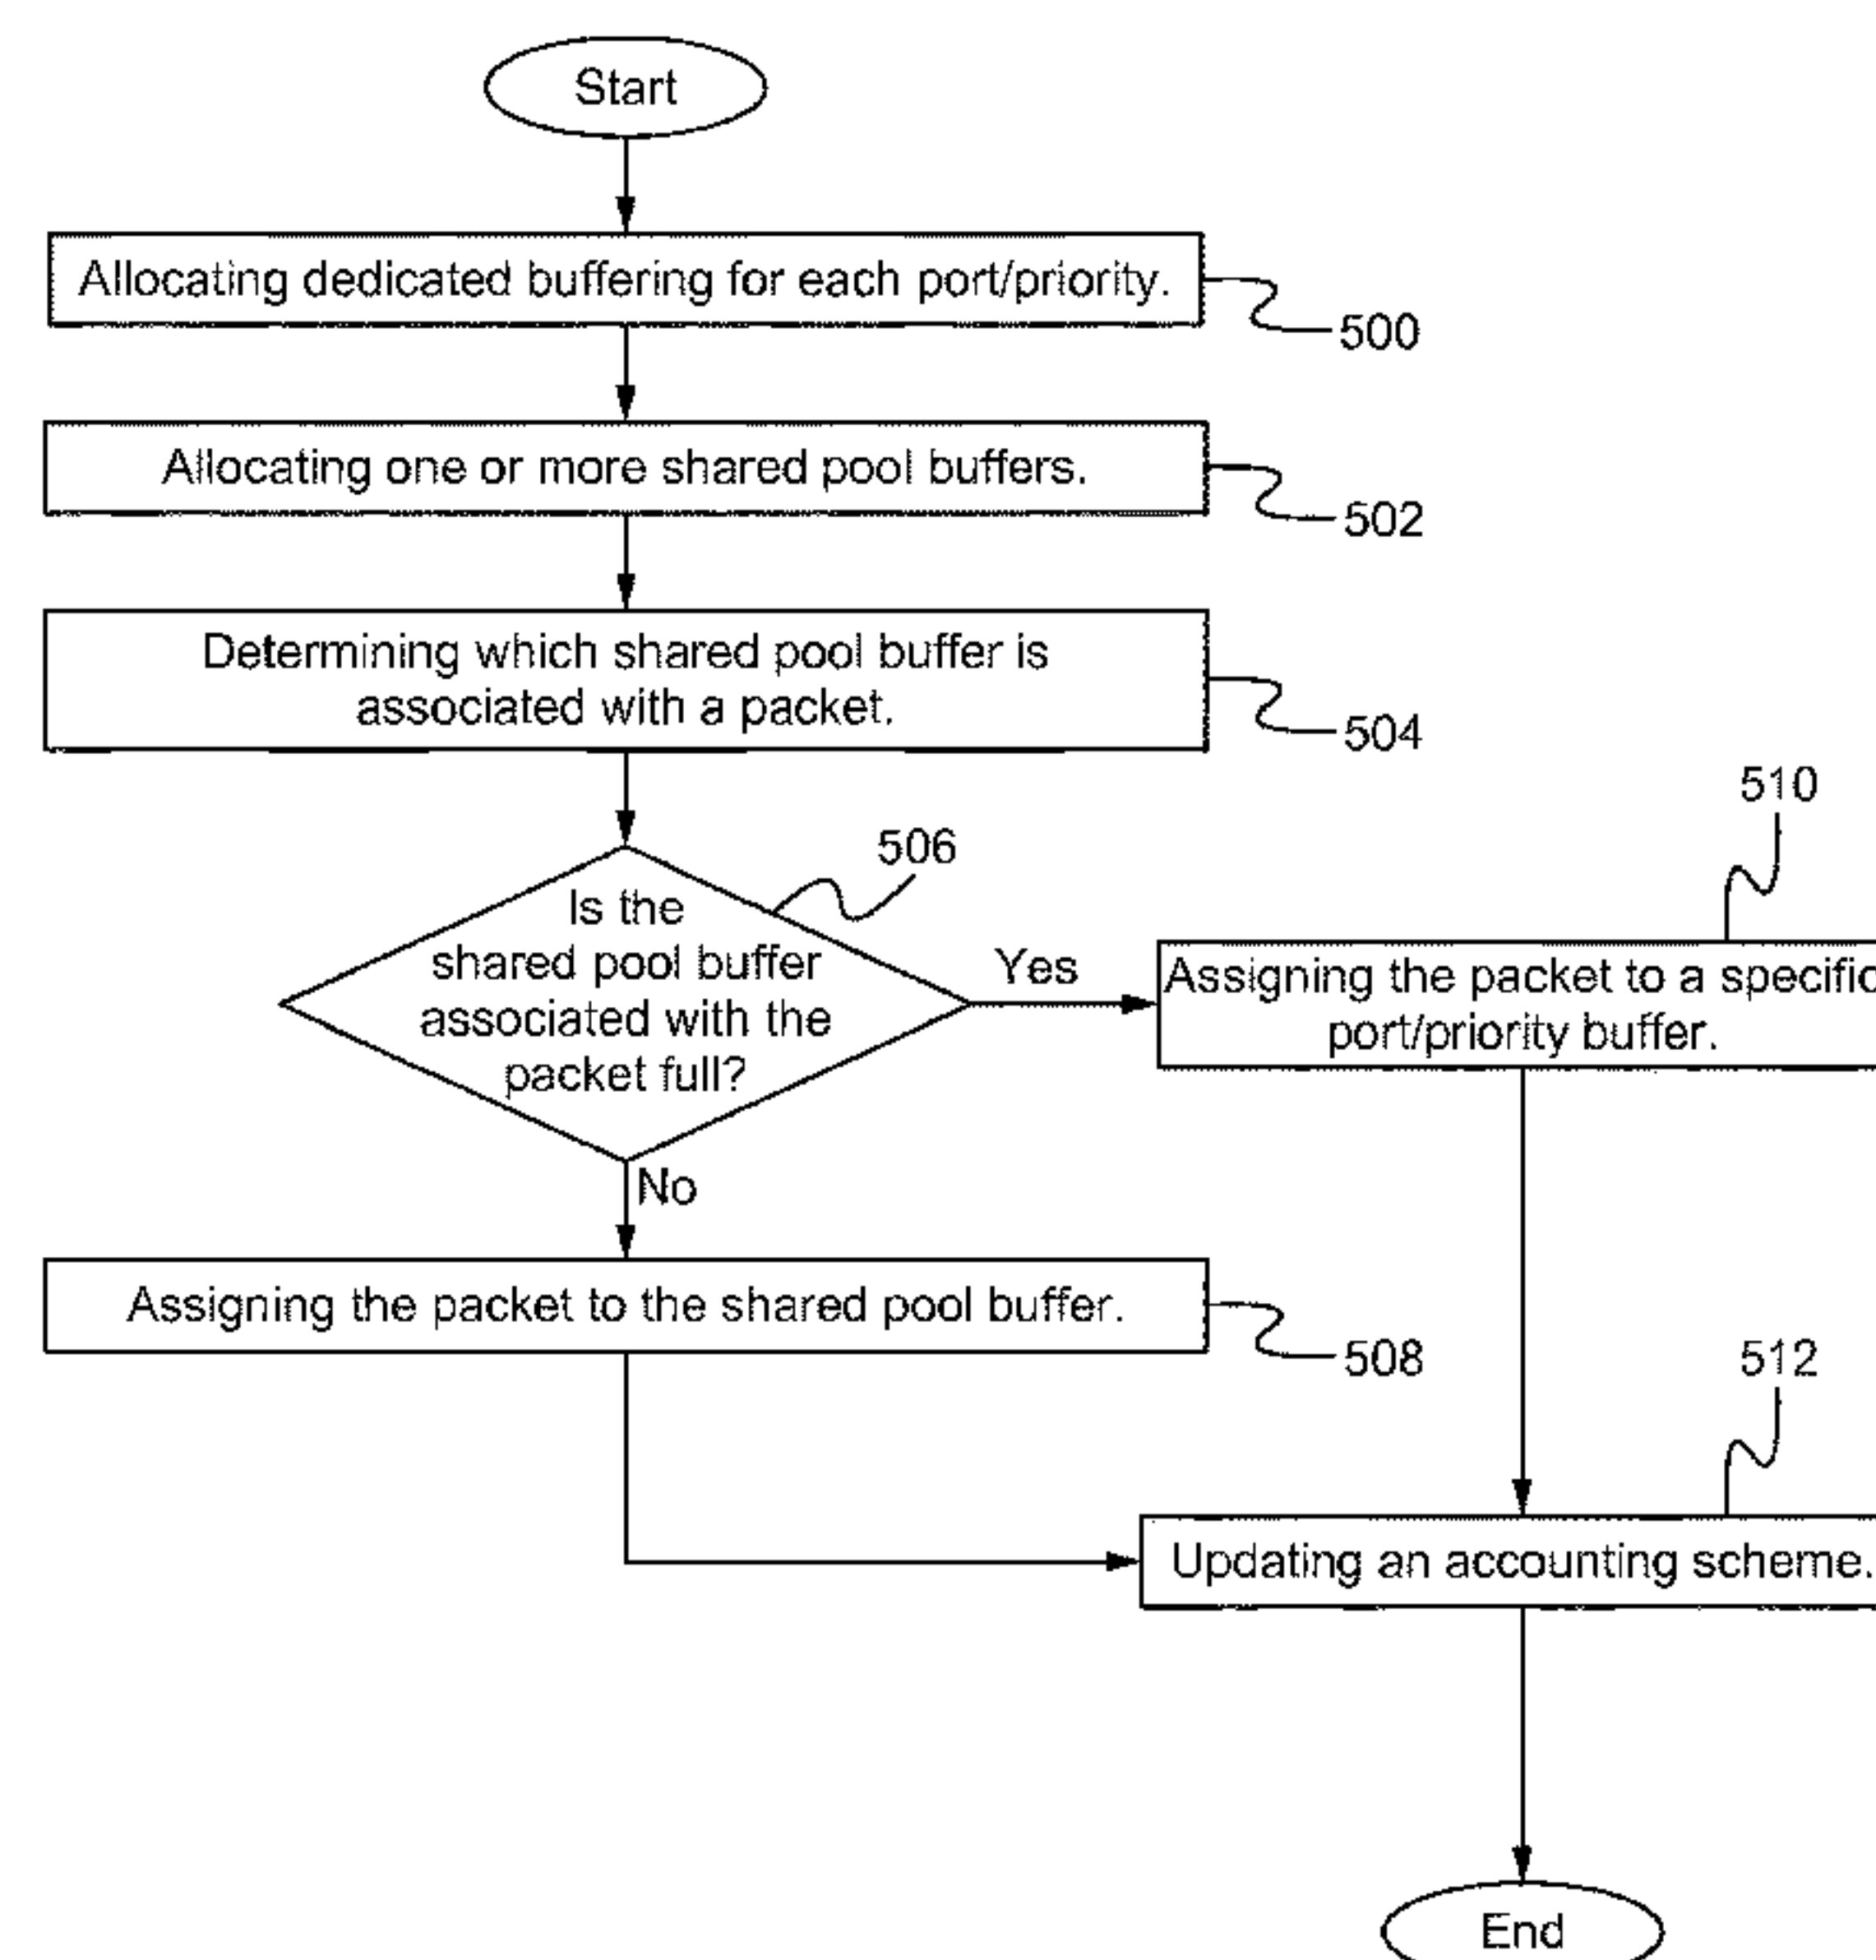 Start
Allocating dedicated buffering for each port/priority.
500
Allocating one or more shared pool buffers.
502
Determining which shared pool buffer is
associated with a packet.
504
506
Is the
shared pool buffer
associated with the
packet full?
Yes
510
Assigning the packet to a specific
port/priority buffer.
No
Assigning the packet to the shared pool buffer.
508
512
Updating an accounting scheme.
End